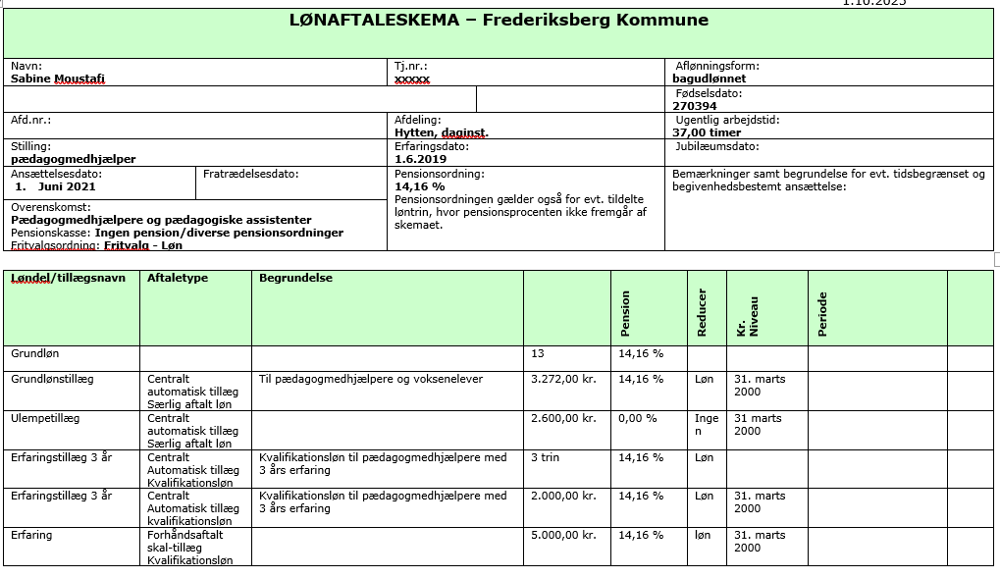 1.10.2025
LØNAFTALESKEMA – Frederiksberg Kommune
Navn:
Sabine Moustafi
Tj.nr.:
xxxxx
Aflønningsform:
bagudlønnet
Fødselsdato:
270394
Afd.nr.:
Afdeling:
Hytten, daginst.
Ugentlig arbejdstid:
37,00 timer
Stilling:
pædagogmedhjælper
Erfaringsdato:
1.6.2019
Jubilæumsdato:
Ansættelsesdato:
1. Juni 2021
Fratrædelsesdato:
Pensionsordning:
14,16 %
Pensionsordningen gælder også for evt. tildelte
løntrin, hvor pensionsprocenten ikke fremgår af
skemaet.
Bemærkninger samt begrundelse for evt. tidsbegrænset og
begivenhedsbestemt ansættelse:
Overenskomst:
Pædagogmedhjælpere og pædagogiske assistenter
Pensionskasse: Ingen pension/diverse pensionsordninger
Fritvalgsordning: Fritvalg - Løn
Løndel/tillægsnavn
Aftaletype
Begrundelse
Pension
Reducer
Kr.
Niveau
Periode
Grundløn
13
14,16 %
Grundlønstillæg
Centralt
automatisk tillæg
Særlig aftalt løn
Til pædagogmedhjælpere og voksenelever
3.272,00 kr.
14,16 %
Løn
31. marts
2000
Ulempetillæg
Centralt
automatisk tillæg
Særlig aftalt løn
2.600,00 kr.
0,00 %
Inge
n
31 marts
2000
Erfaringstillæg 3 år
Centralt
Automatisk tillæg
Kvalifikationsløn
Kvalifikationsløn til pædagogmedhjælpere med
3 års erfaring
3 trin
14,16 %
Løn
Erfaringstillæg 3 år
Centralt
Automatisk tillæg
kvalifikationsløn
Kvalifikationsløn til pædagogmedhjælpere med
3 års erfaring
2.000,00 kr.
14,16 %
Løn
31. marts
2000
Erfaring
Forhåndsaftalt
skal-tillæg
Kvalifikationsløn
5.000,00 kr.
14,16 %
løn
31. marts
2000